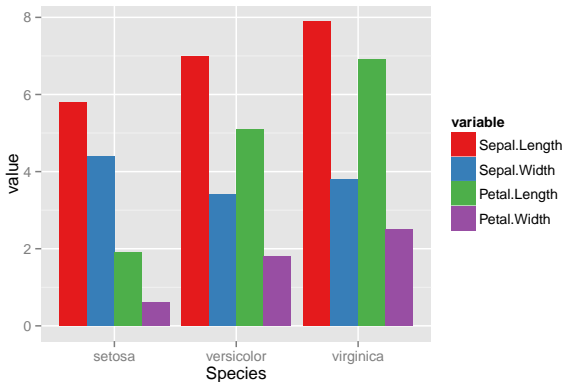 value
8
6
4
2
0
setosa versicolor virginica
Species
variable
Sepal.Length
Sepal.Width
Petal.Length
Petal.Width